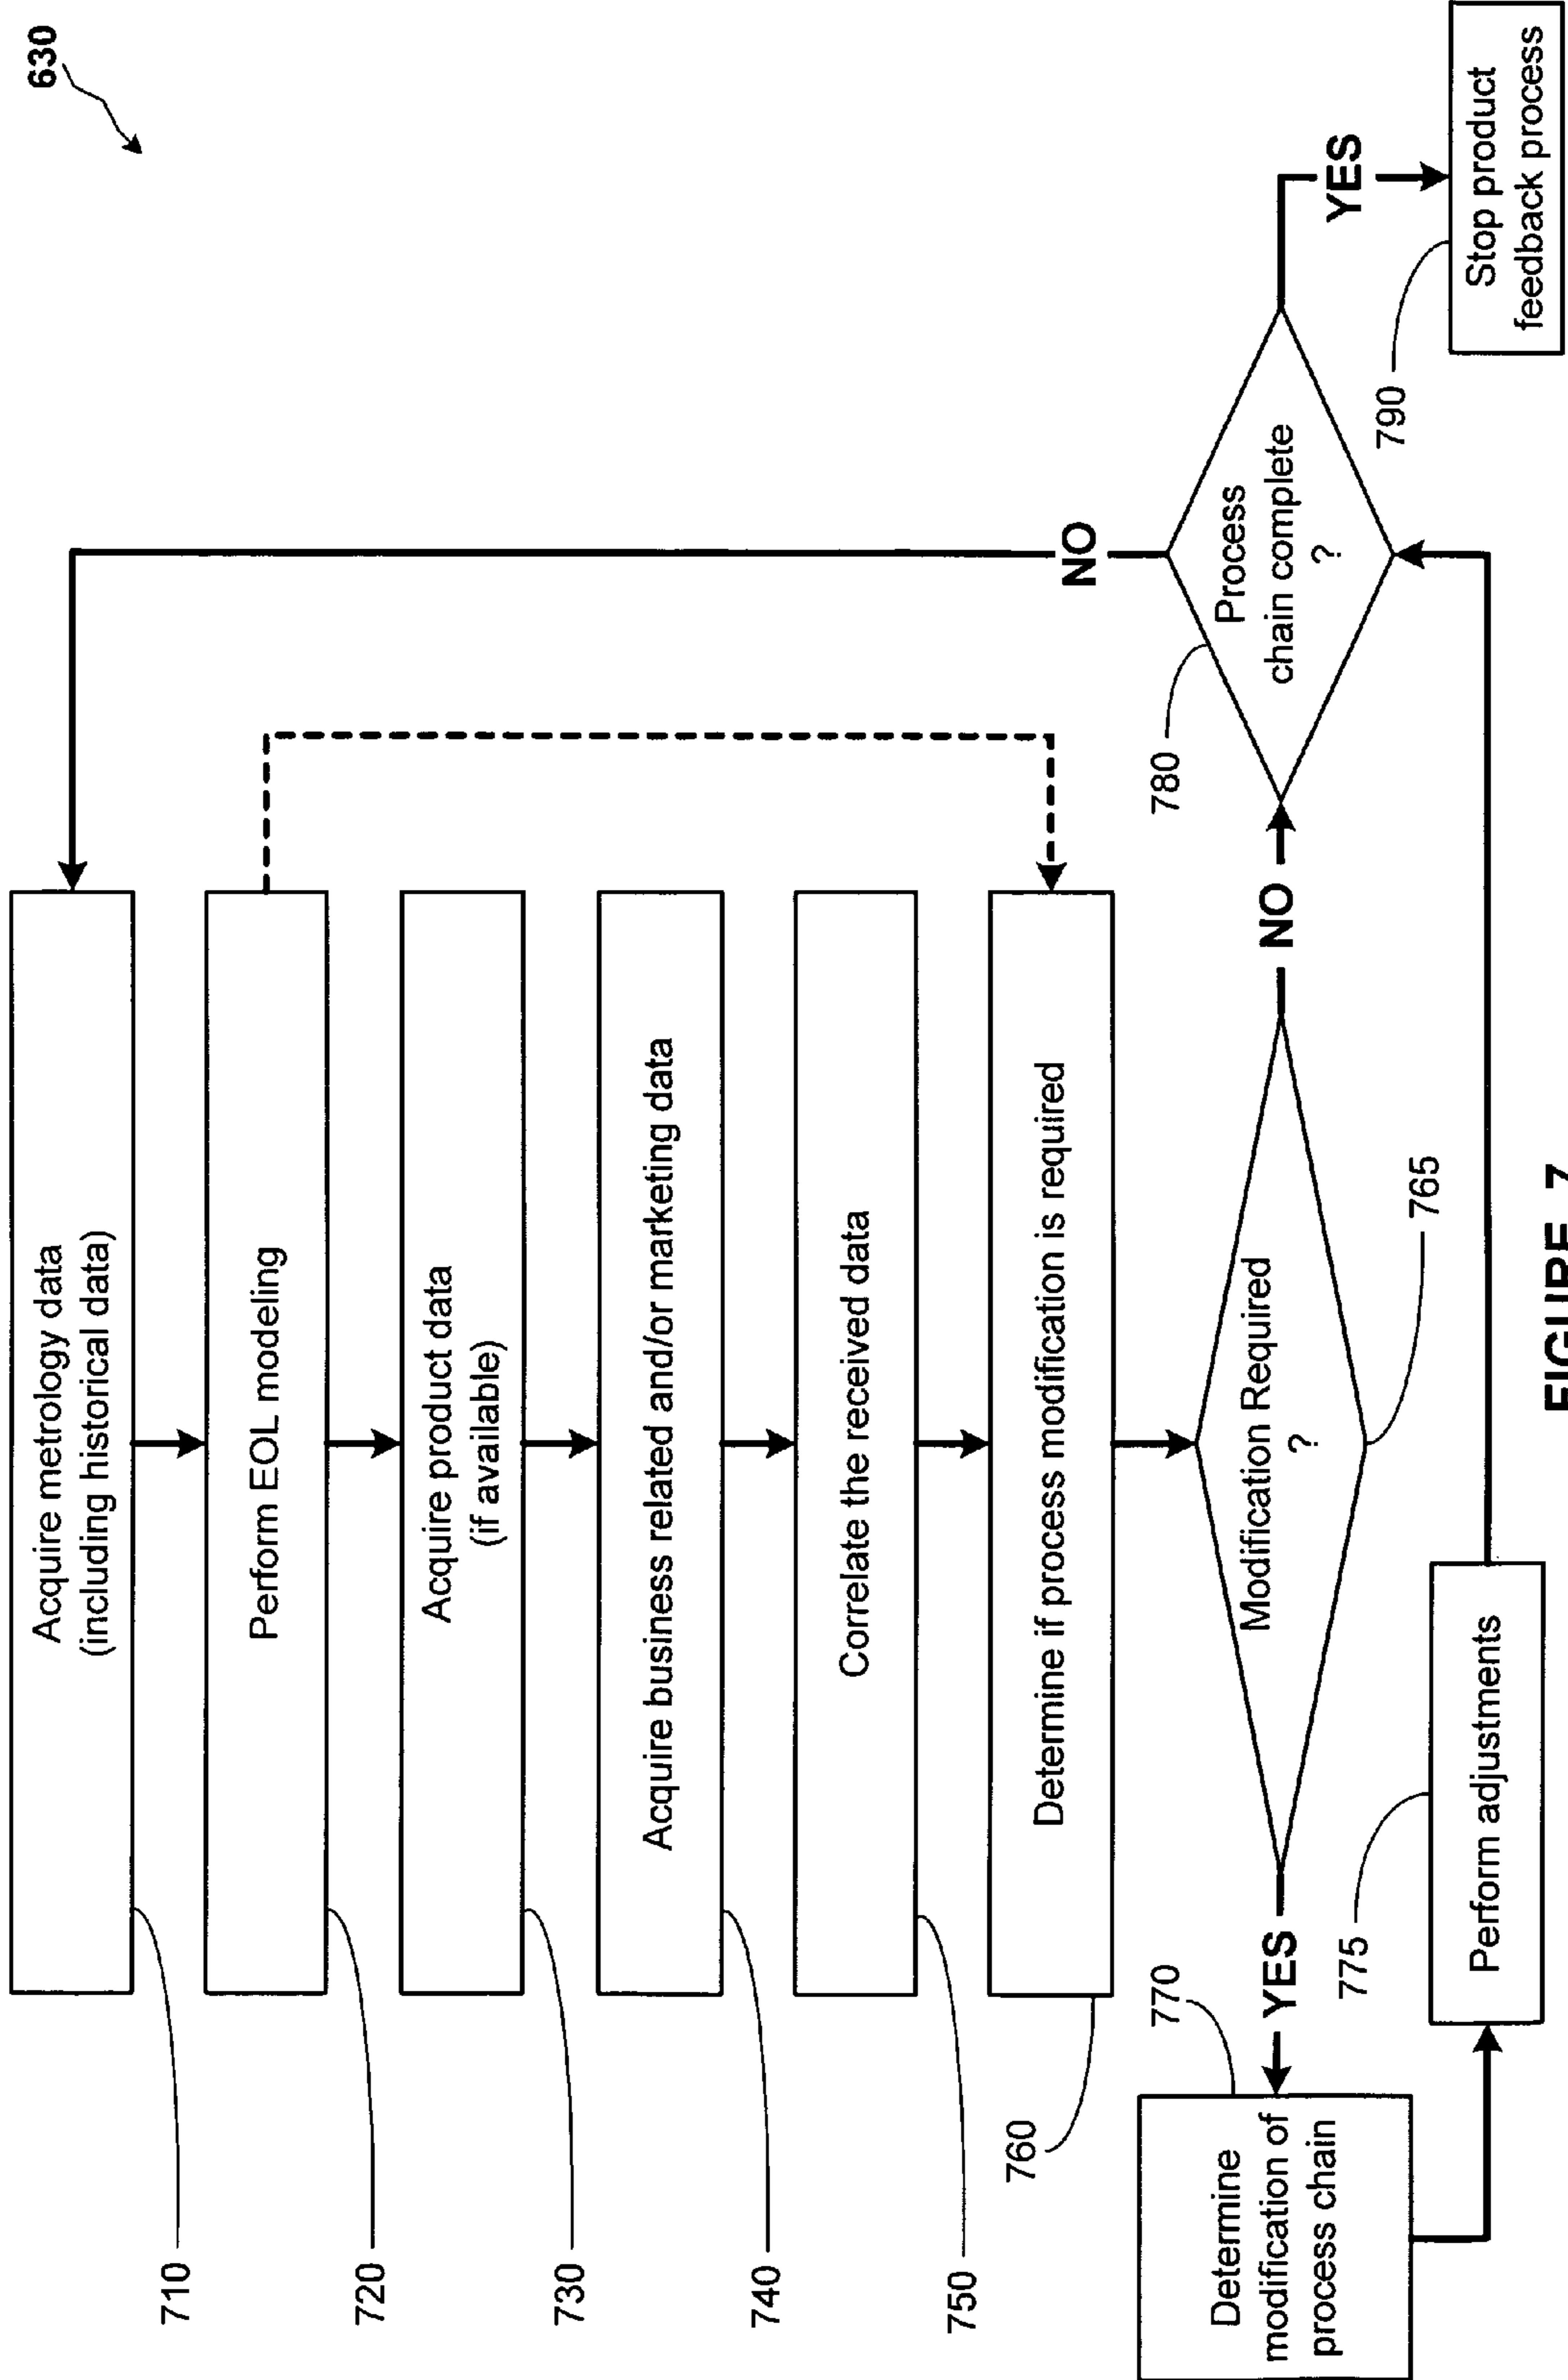 630
Acquire metrology data
(including historical data)
710
Perform EOL modeling
720
Acquire product data
(if available)
730
Acquire business related and/or marketing data
740
Correlate the received data
750
Determine if process modification is required
760
Modification Required
?
765
YES
NO
770
Determine
modification of
process chain
775
Perform adjustments
780
Process
chain complete
?
NO
YES
790
Stop product
feedback process
FIGURE 7